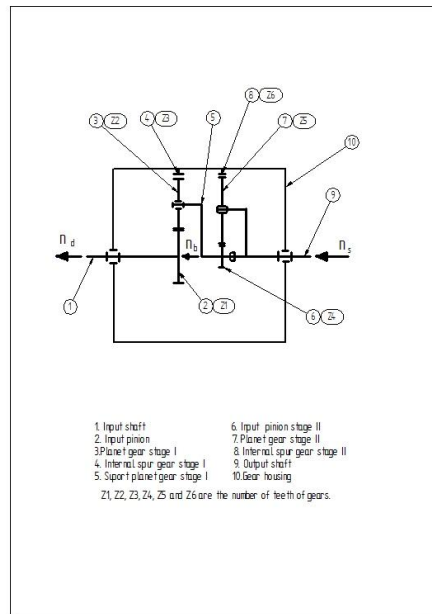 8 Z6
3 Z2 4 Z3 5 7 Z5
10
9
n d n b n s
1 2 Z1 6 Z4
1. Input shaft
2. Input pinion
3.Planet gear stage I
4. Internal spur gear stage I
5. Suport planet gear stage I
6. Input pinion stage II
7. Planet gear stage II
8. Internal spur gear stage II
9. Output shaft
10.Gear housing
Z1, Z2, Z3, Z4, Z5 and Z6 are the number of teeth of gears.